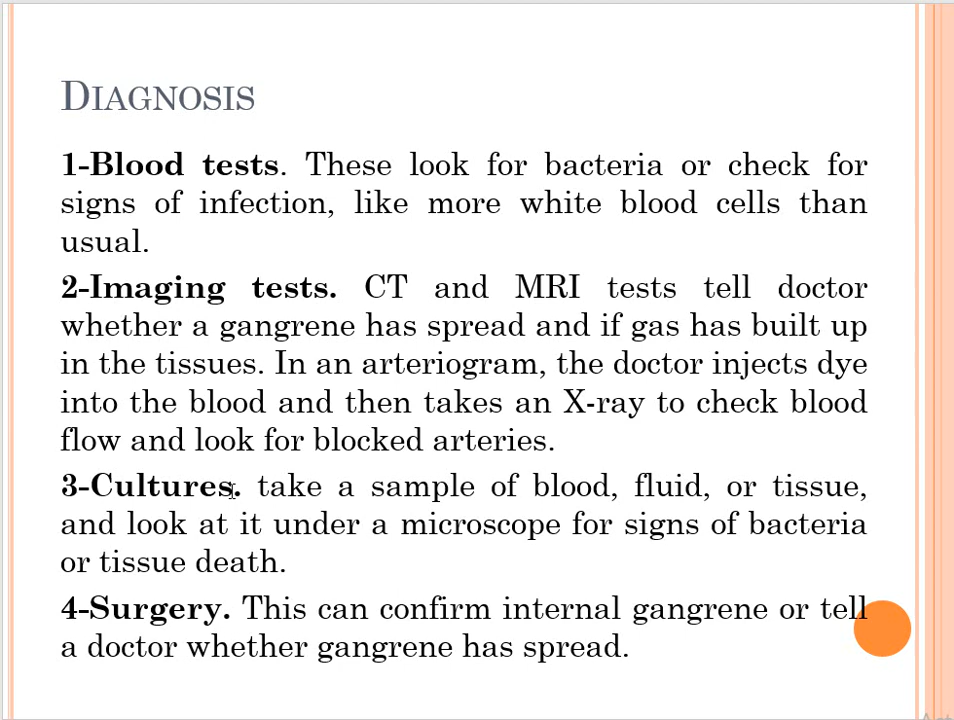 DIAGNOSIS
1-Blood tests. These look for bacteria or check for
signs of infection, like more white blood cells than
usual.
2-Imaging tests. CT and MRI tests tell doctor
whether a gangrene has spread and if gas has built up
in the tissues. In an arteriogram, the doctor injects dye
into the blood and then takes an X-ray to check blood
flow and look for blocked arteries.
3-Cultures. take a sample of blood, fluid, or tissue,
and look at it under a microscope for signs of bacteria
or tissue death.
4-Surgery. This can confirm internal gangrene or tell
a doctor whether gangrene has spread.